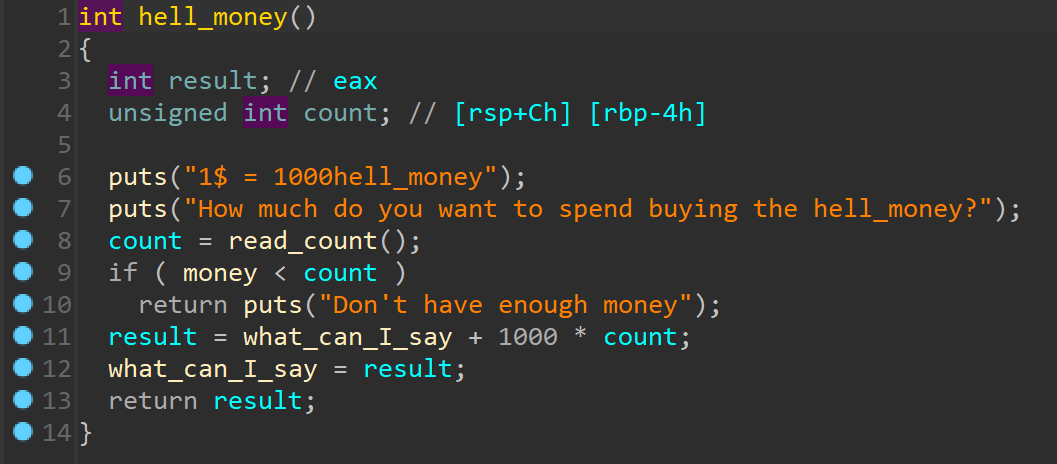 1 int hell_money()
2 {
3 int result; // eax
4 unsigned int count; // [rsp+Ch] [rbp-4h]
5
6 puts("1$ = 1000hell_money");
7 puts("How much do you want to spend buying the hell_money?");
8 count = read_count();
9 if ( money < count )
10 return puts("Don't have enough money");
11 result = what_can_I_say + 1000 * count;
12 what_can_I_say = result;
13 return result;
14 }